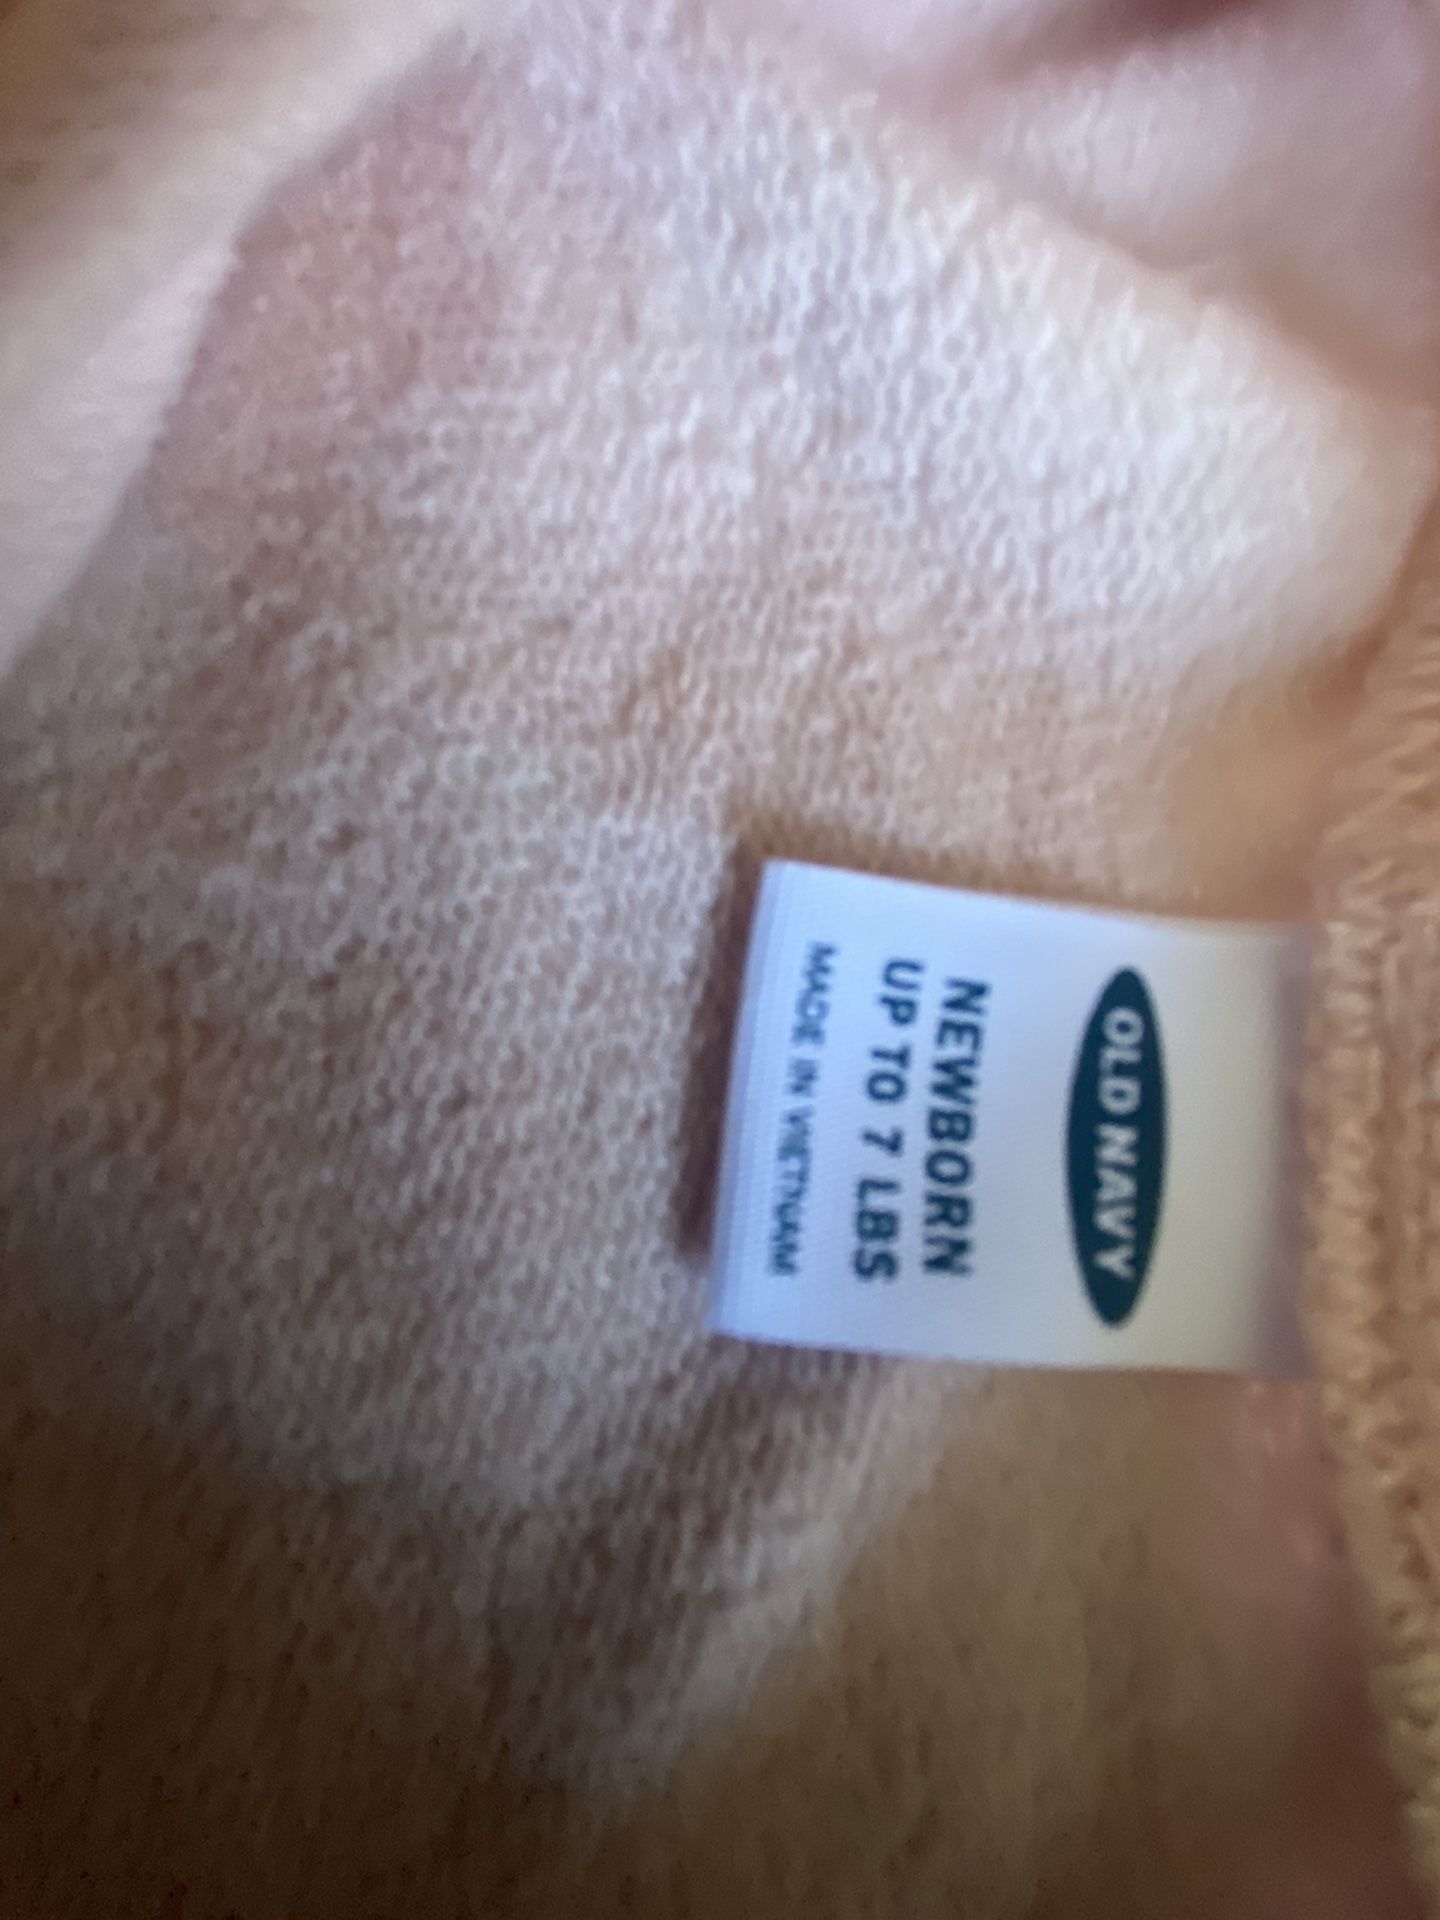 OLD NAVY
NEWBORN
UP TO 7 LBS
MADE IN VIETNAM